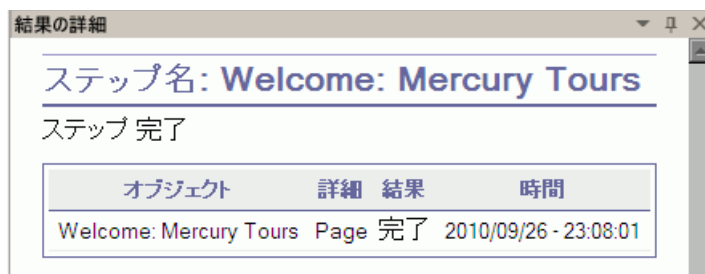 結果の詳細
ステップ名: Welcome: Mercury Tours
ステップ 完了
オブジェクト 詳細 結果 時間
Welcome: Mercury Tours Page 完了 2010/09/26 - 23:08:01